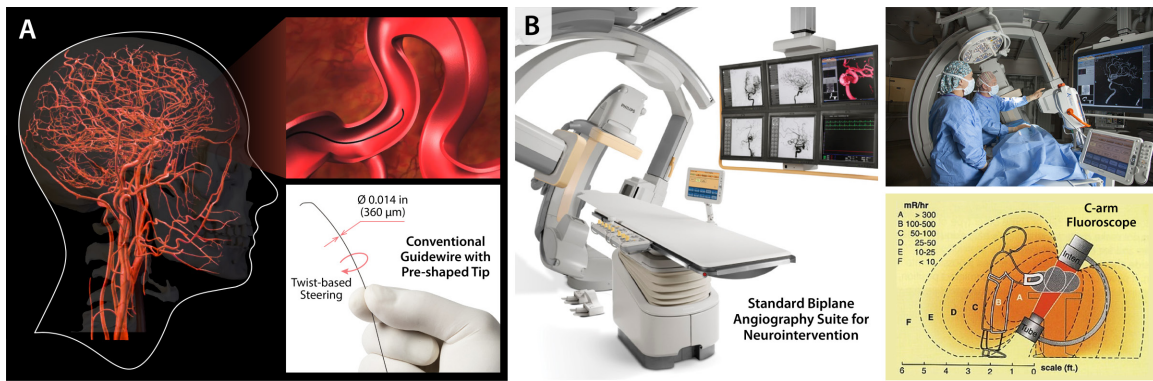 A
Ø 0.014 in
(360 μm)
Conventional
Guidewire with
Pre-shaped Tip
Twist-based
Steering
B
PHILIPS
Standard Biplane
Angiography Suite for
Neurointervention
mR/hr
A > 300
B 100-500
C 50-100
D 25-50
E 10-25
F < 10
C-arm
Fluoroscope
Inten.
F E D C B A
Tube
6 5 4 3 2 1 0 scale (ft.)